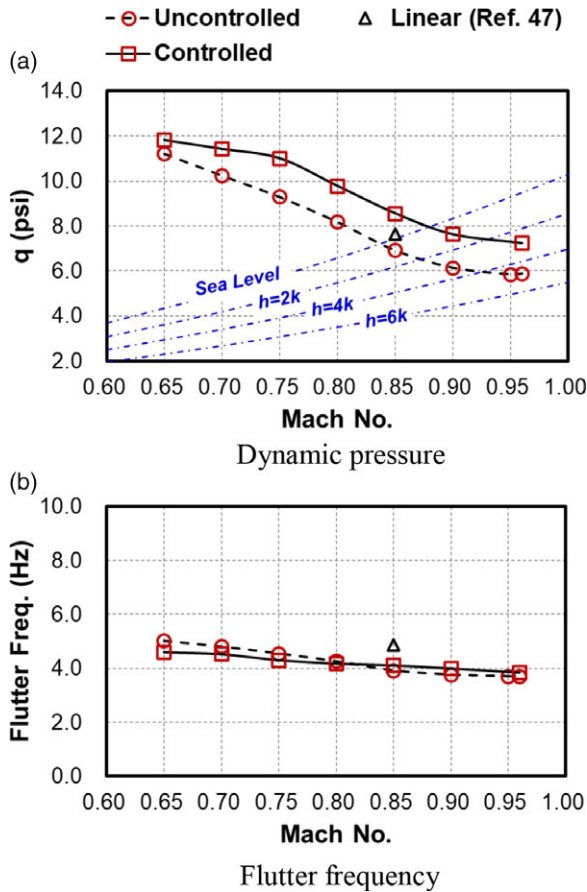 Uncontrolled
Linear (Ref. 47)
Controlled
(a)
14.0
12.0
10.0
8.0
6.0
4.0
2.0
q (psi)
Sea Level
h=2k
h=4k
h=6k
0.60 0.65 0.70 0.75 0.80 0.85 0.90 0.95 1.00
Mach No.
Dynamic pressure
(b)
10.0
8.0
6.0
4.0
2.0
0.0
Flutter Freq. (Hz)
0.60 0.65 0.70 0.75 0.80 0.85 0.90 0.95 1.00
Mach No.
Flutter frequency